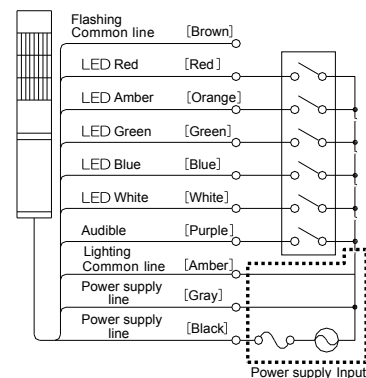 Flashing
Common line [Brown]
LED Red [Red ]
LED Amber [Orange]
LED Green [Green]
LED Blue [Blue]
LED White [White]
Audible [Purple]
Lighting
Common line [Amber]
Power supply
line [Gray]
Power supply
line [Black]
Power supply Input